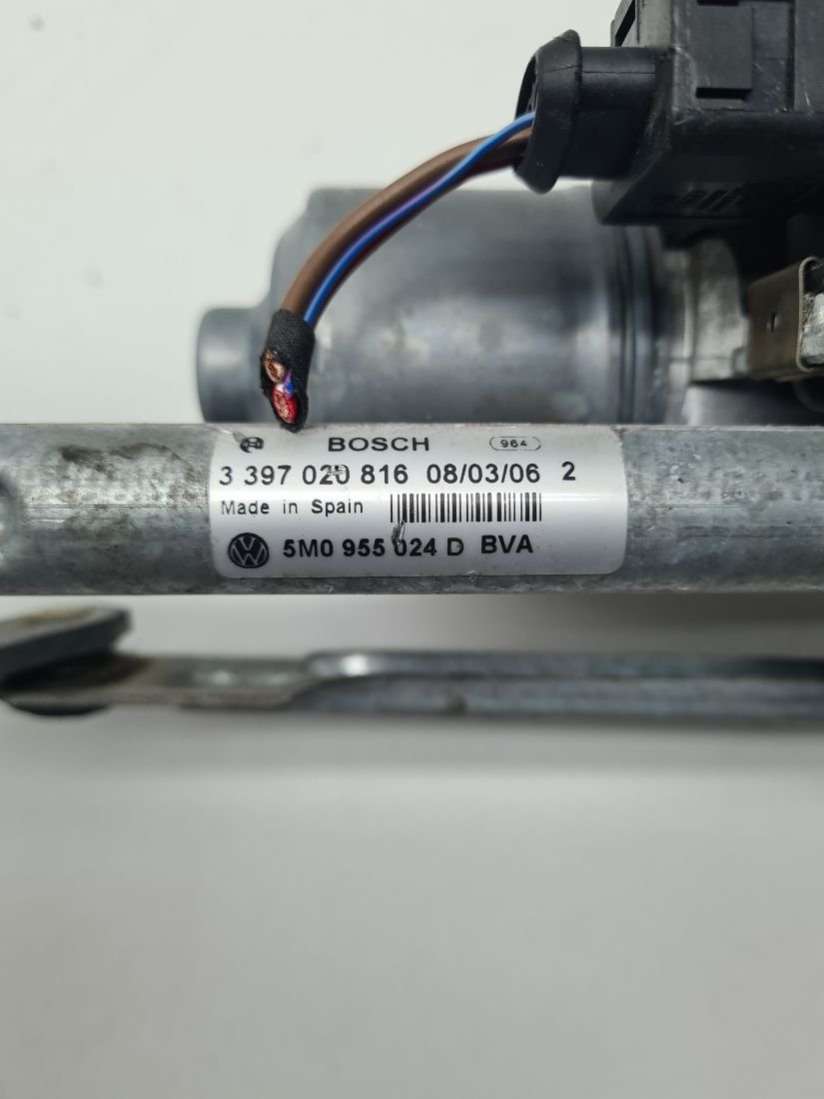 BOSCH 964
3 397 020 816 08/03/06 2
Made in Spain
5M0 955 024 D BVA